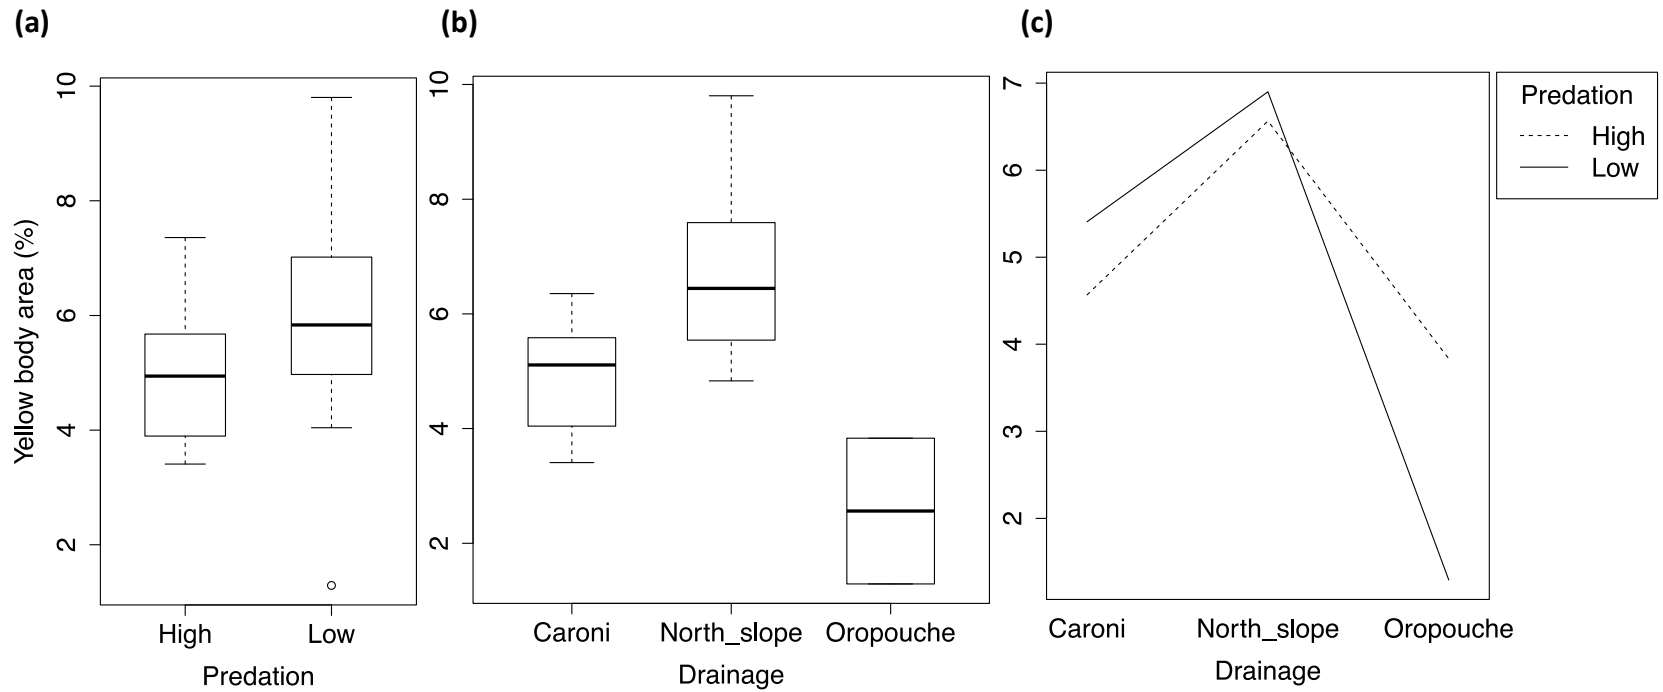 (a)
(b)
(c)
Yellow body area (%)
10
8
6
4
2
High
Low
Predation
10
8
6
4
2
Caroni
North_slope
Oropouche
Drainage
7
6
5
4
3
2
Caroni
North_slope
Oropouche
Drainage
Predation
High
Low